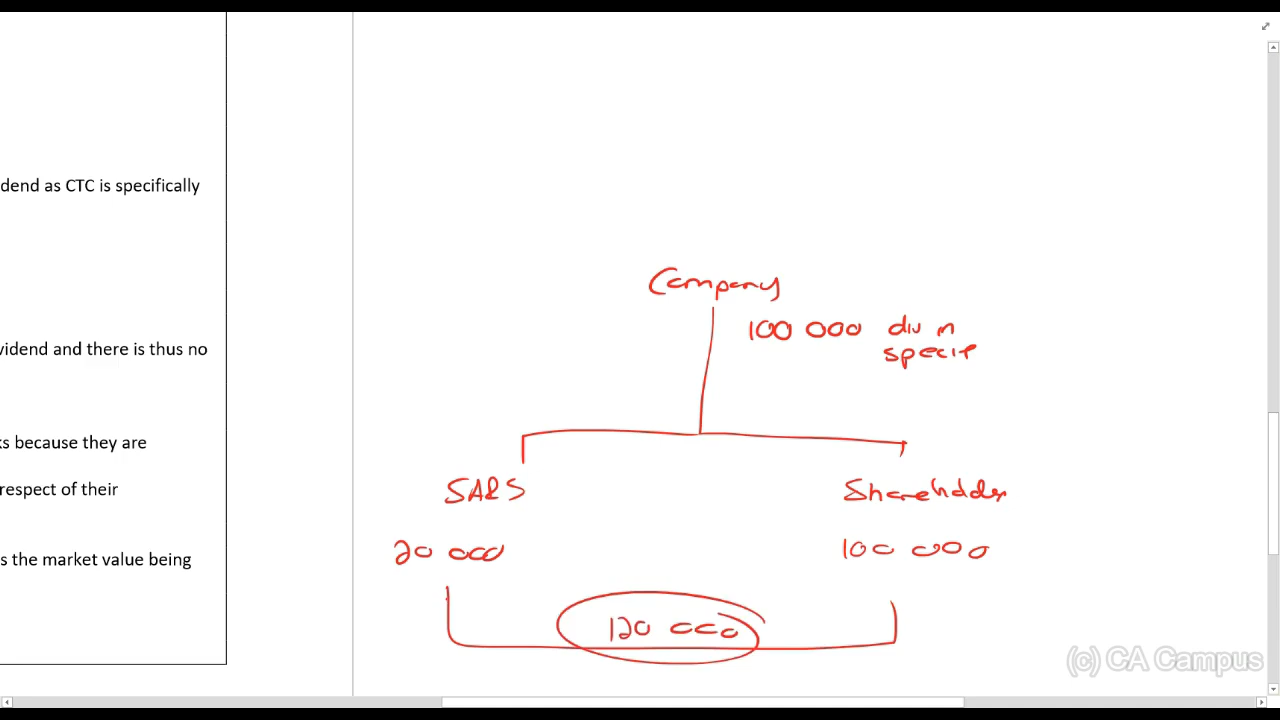 dend as CTC is specifically
vidend and there is thus no
ks because they are
respect of their
s the market value being
Company
100 000 div in
specie
SARS
Shareholder
20 000
100 000
120 000
(c) CA Campus